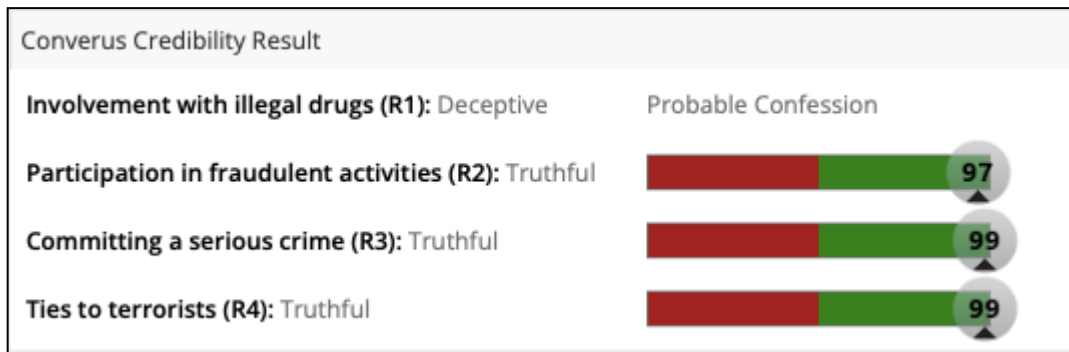 Converus Credibility Result
Involvement with illegal drugs (R1): Deceptive Probable Confession
Participation in fraudulent activities (R2): Truthful 97
Committing a serious crime (R3): Truthful 99
Ties to terrorists (R4): Truthful 99